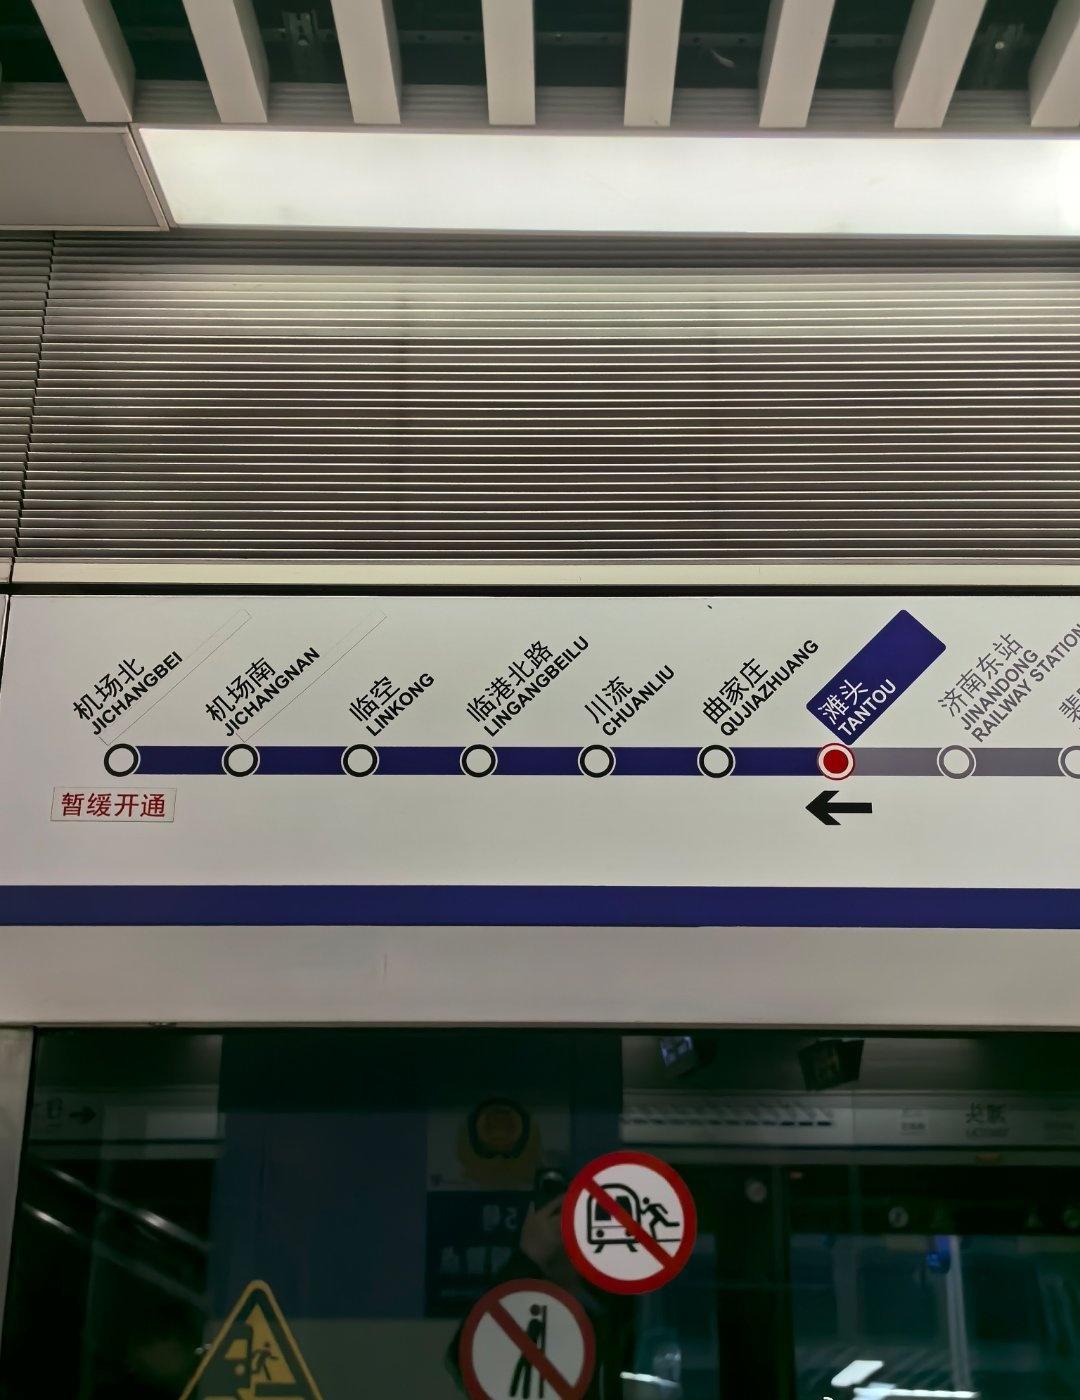 机场北
JICHANGBEI
机场南
JICHANGNAN
临空
LINKONG
临港北路
LINGANGBEILU
川流
CHUANLIU
曲家庄
QUJIAZHUANG
滩头
TANTOU
济南东站
JINANDONG
RAILWAY STATION
裴
暂缓开通